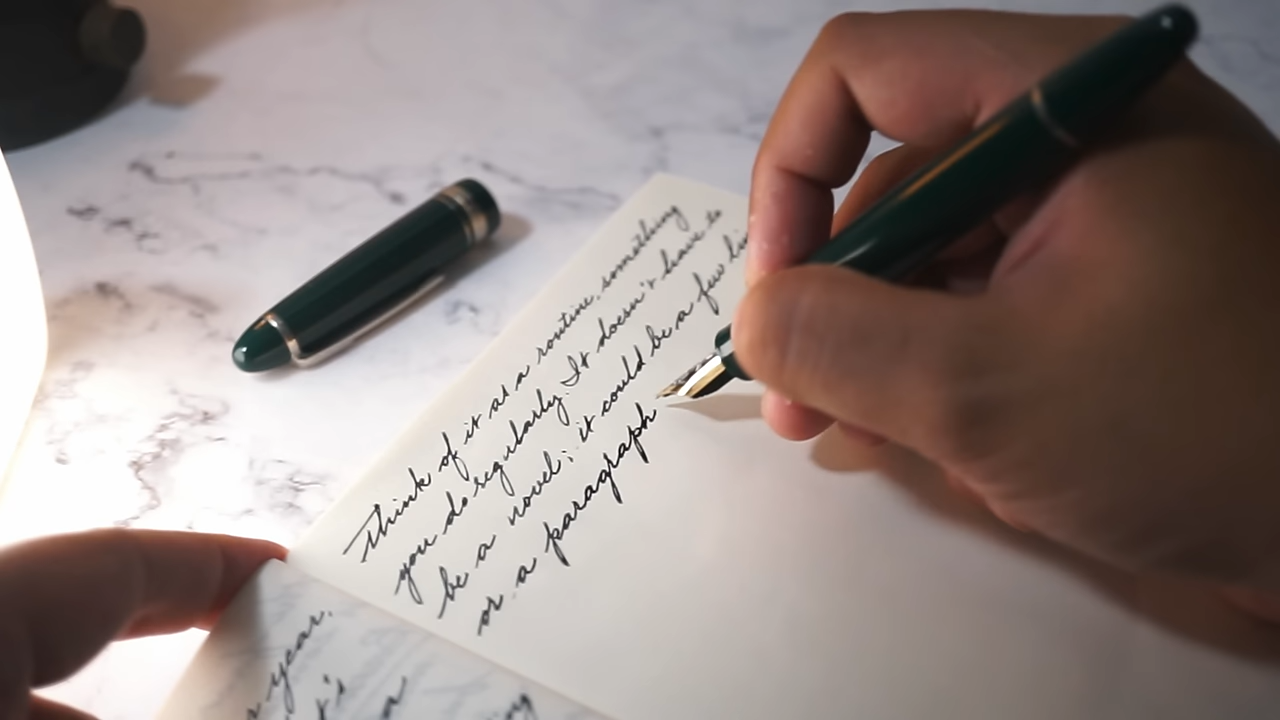 Think of it as a routine, something
you do regularly. It doesn't have to
be a novel; it could be a few
or a paragraph
year.